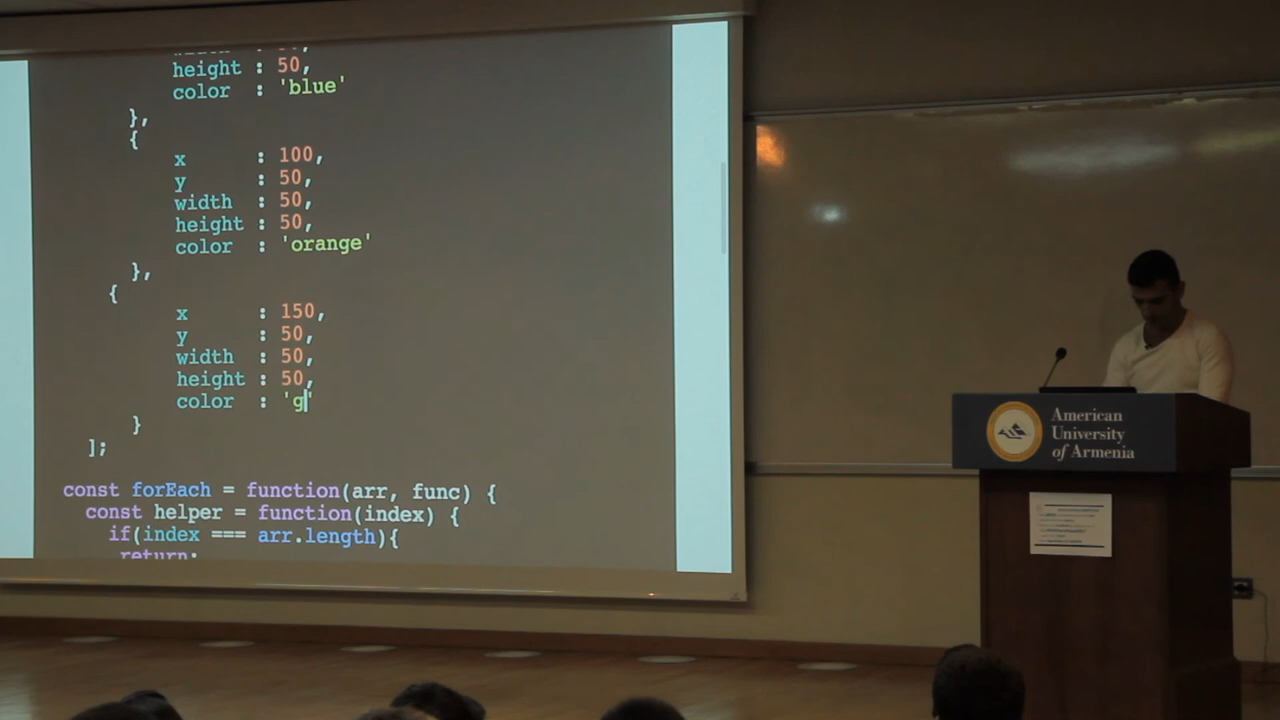 height : 50,
color : 'blue'
},
{
x : 100,
y : 50,
width : 50,
height : 50,
color : 'orange'
},
{
x : 150,
y : 50,
width : 50,
height : 50,
color : 'g'
}
];
const forEach = function(arr, func) {
const helper = function(index) {
if(index === arr.length){
return;
American
University
of Armenia